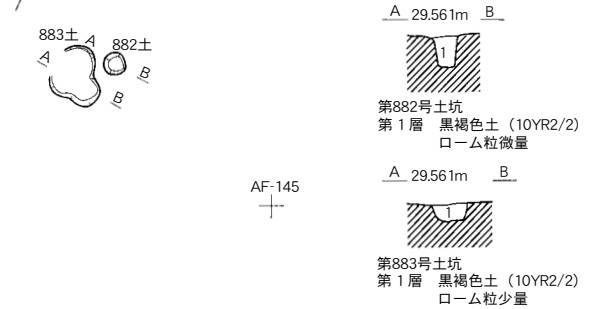 883土
A
882土
A
B
B
AF-145
A 29.561m B
1
第882号土坑
第１層　黒褐色土（10YR2/2）
ローム粒微量
A 29.561m B
1
第883号土坑
第１層　黒褐色土（10YR2/2）
ローム粒少量